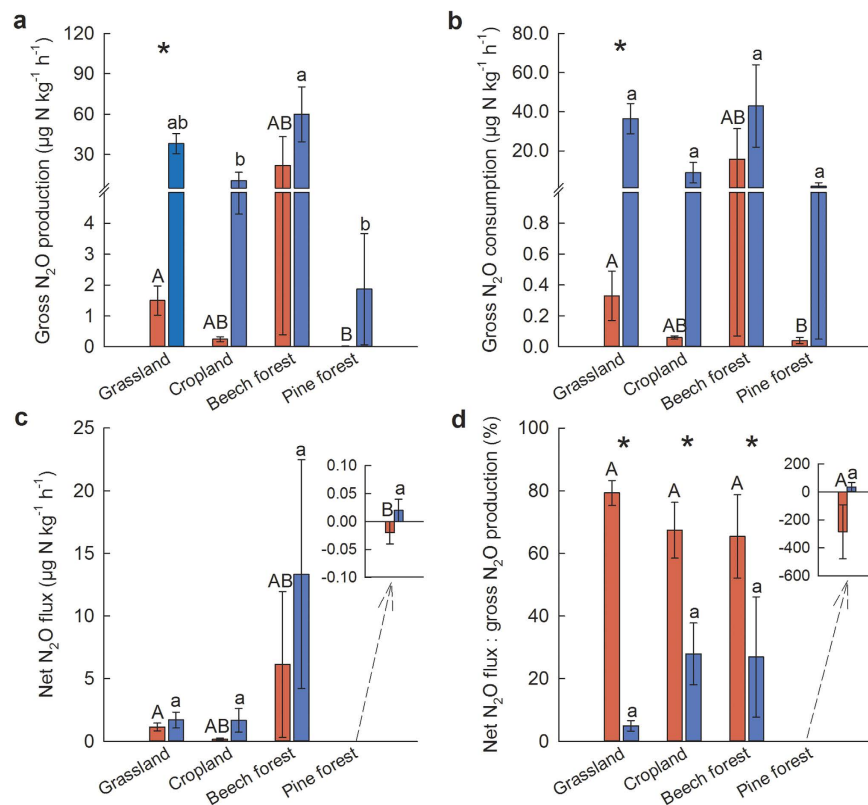 a
Gross N₂O production (µg N kg⁻¹ h⁻¹)
120
90
60
30
4
3
2
1
0
*
A
ab
AB
b
AB
a
B
b
Grassland
Cropland
Beech forest
Pine forest
b
Gross N₂O consumption (µg N kg⁻¹ h⁻¹)
80.0
60.0
40.0
20.0
0.8
0.6
0.4
0.2
0.0
*
A
a
AB
a
AB
a
B
a
Grassland
Cropland
Beech forest
Pine forest
c
Net N₂O flux (µg N kg⁻¹ h⁻¹)
25
20
15
10
5
0
A
a
AB
a
AB
a
0.10
0.05
0.00
-0.05
-0.10
B
a
Grassland
Cropland
Beech forest
Pine forest
d
Net N₂O flux : gross N₂O production (%)
100
80
60
40
20
0
*
*
*
A
a
A
a
A
a
200
0
-200
-400
-600
A
a
Grassland
Cropland
Beech forest
Pine forest